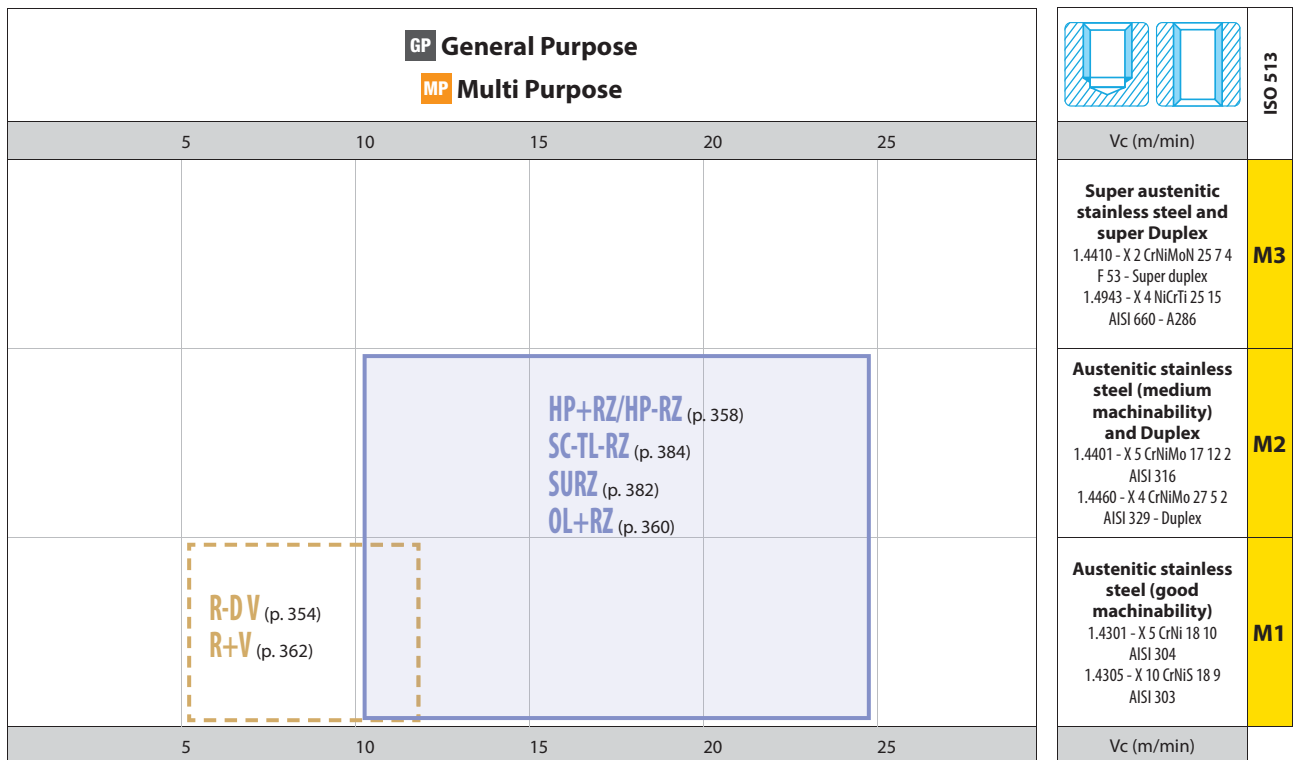 GP General Purpose
MP Multi Purpose
ISO 513
5 10 15 20 25
Vc (m/min)
Super austenitic
stainless steel and
super Duplex
1.4410 - X 2 CrNiMoN 25 7 4
F 53 - Super duplex
1.4943 - X 4 NiCrTi 25 15
AISI 660 - A286
M3
HP+RZ/HP-RZ (p. 358)
SC-TL-RZ (p. 384)
SURZ (p. 382)
OL+RZ (p. 360)
Austenitic stainless
steel (medium
machinability)
and Duplex
1.4401 - X 5 CrNiMo 17 12 2
AISI 316
1.4460 - X 4 CrNiMo 27 5 2
AISI 329 - Duplex
M2
R-D V (p. 354)
R+V (p. 362)
Austenitic stainless
steel (good
machinability)
1.4301 - X 5 CrNi 18 10
AISI 304
1.4305 - X 10 CrNiS 18 9
AISI 303
M1
5 10 15 20 25
Vc (m/min)